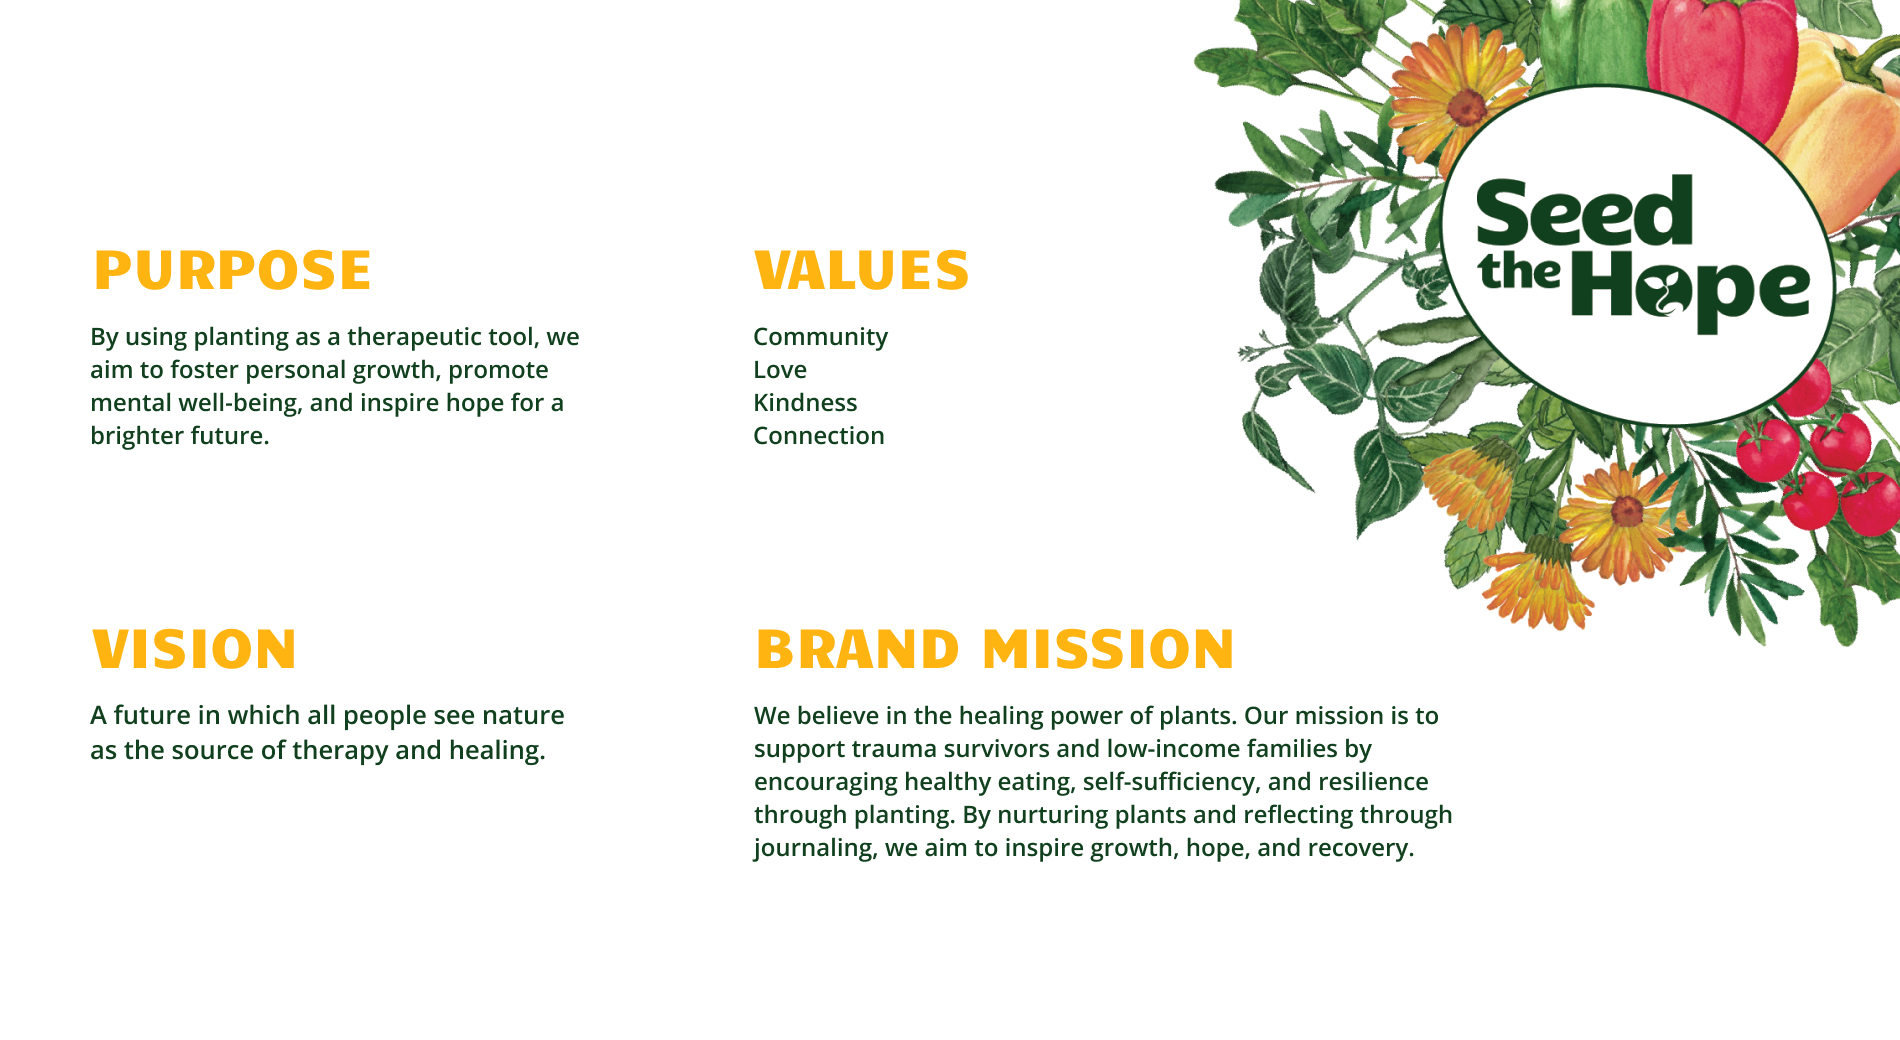 Seed
the Hope
PURPOSE
By using planting as a therapeutic tool, we
aim to foster personal growth, promote
mental well-being, and inspire hope for a
brighter future.
VALUES
Community
Love
Kindness
Connection
VISION
A future in which all people see nature
as the source of therapy and healing.
BRAND MISSION
We believe in the healing power of plants. Our mission is to
support trauma survivors and low-income families by
encouraging healthy eating, self-sufficiency, and resilience
through planting. By nurturing plants and reflecting through
journaling, we aim to inspire growth, hope, and recovery.